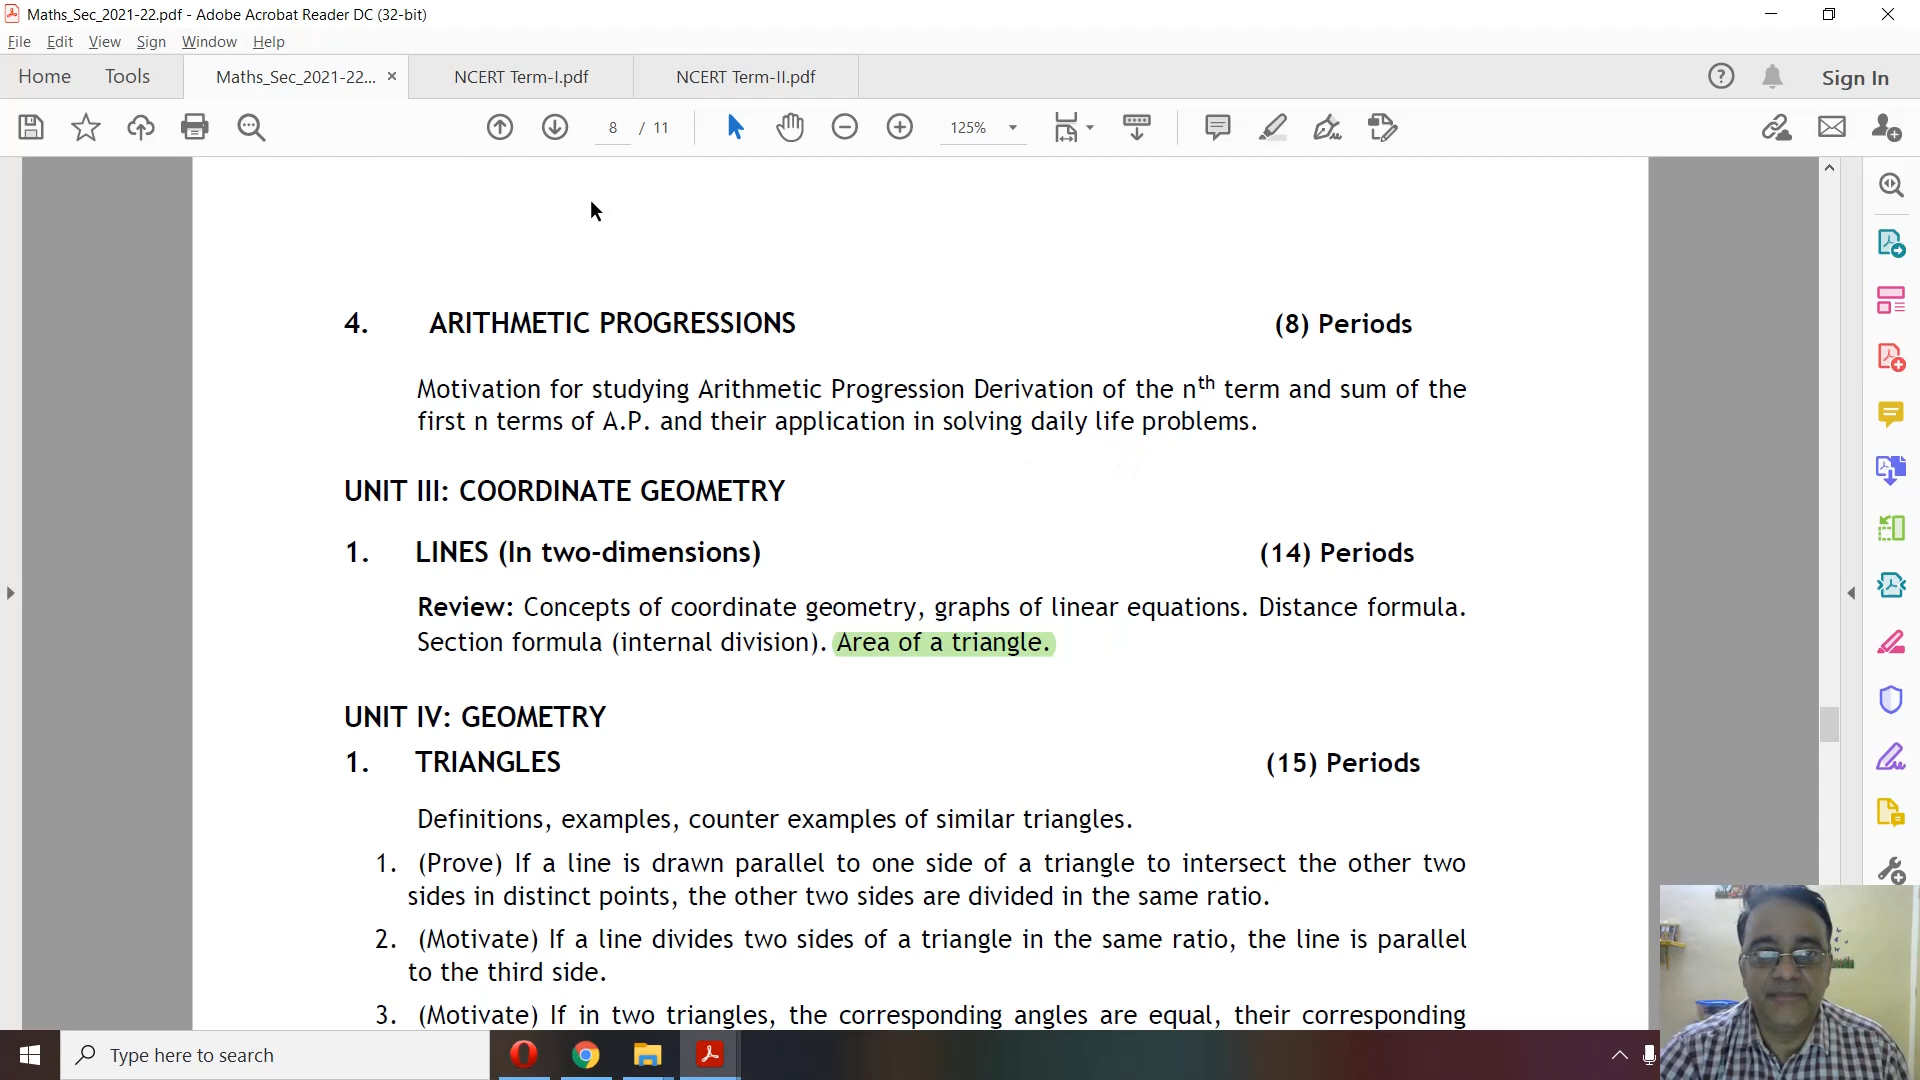 Maths_Sec_2021-22.pdf - Adobe Acrobat Reader DC (32-bit)
File Edit View Sign Window Help
Home Tools Maths_Sec_2021-22... × NCERT Term-I.pdf NCERT Term-II.pdf Sign In
8 / 11 125%
4. ARITHMETIC PROGRESSIONS (8) Periods
Motivation for studying Arithmetic Progression Derivation of the nth term and sum of the
first n terms of A.P. and their application in solving daily life problems.
UNIT III: COORDINATE GEOMETRY
1. LINES (In two-dimensions) (14) Periods
Review: Concepts of coordinate geometry, graphs of linear equations. Distance formula.
Section formula (internal division). Area of a triangle.
UNIT IV: GEOMETRY
1. TRIANGLES (15) Periods
Definitions, examples, counter examples of similar triangles.
1. (Prove) If a line is drawn parallel to one side of a triangle to intersect the other two
sides in distinct points, the other two sides are divided in the same ratio.
2. (Motivate) If a line divides two sides of a triangle in the same ratio, the line is parallel
to the third side.
3. (Motivate) If in two triangles, the corresponding angles are equal, their corresponding
Type here to search